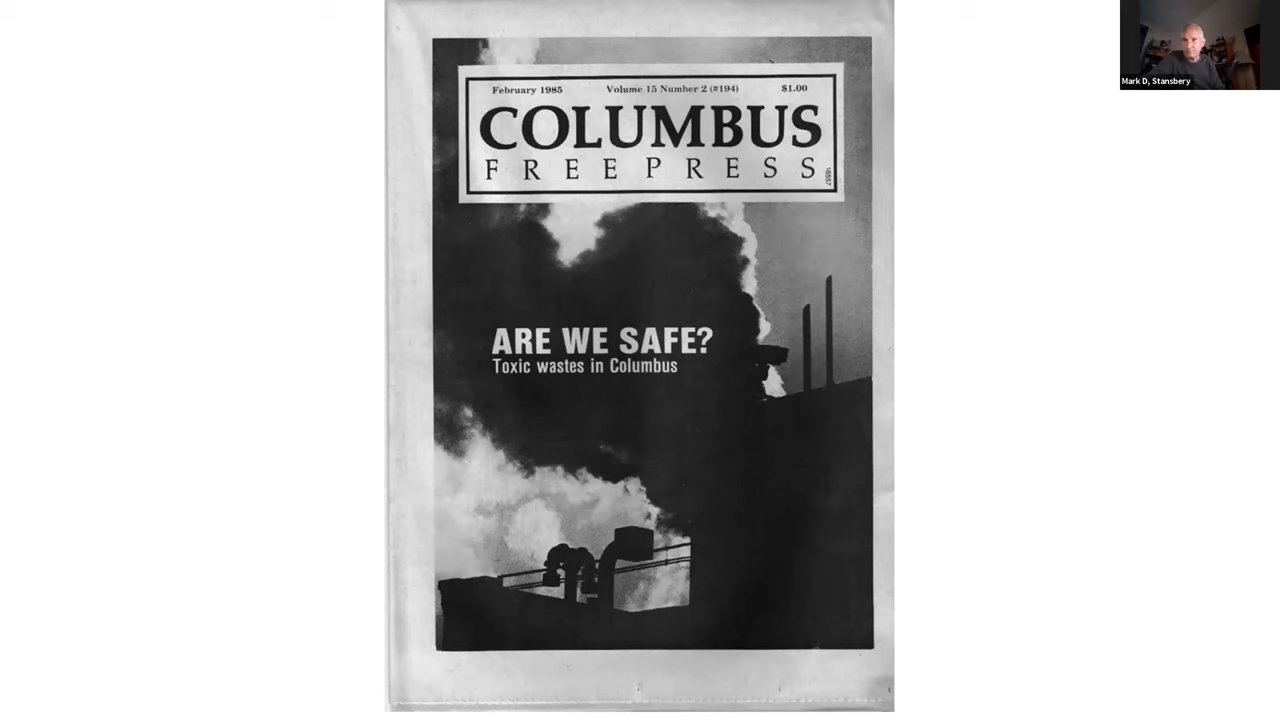 February 1985 Volume 15 Number 2 (#194) $1.00
COLUMBUS
FREEPRESS
16557
ARE WE SAFE?
Toxic wastes in Columbus
Mark D, Stansbery